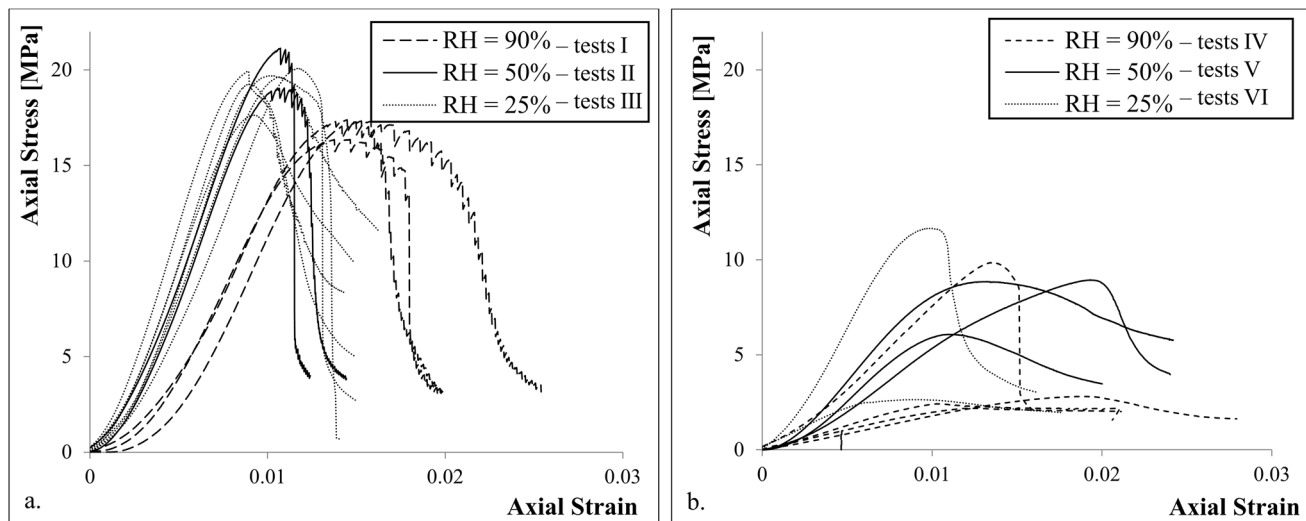 RH = 90% – tests I
RH = 50% – tests II
RH = 25% – tests III
Axial Stress [MPa]
20
15
10
5
0
0 0.01 0.02 0.03
Axial Strain
a.
RH = 90% – tests IV
RH = 50% – tests V
RH = 25% – tests VI
Axial Stress [MPa]
20
15
10
5
0
0 0.01 0.02 0.03
Axial Strain
b.